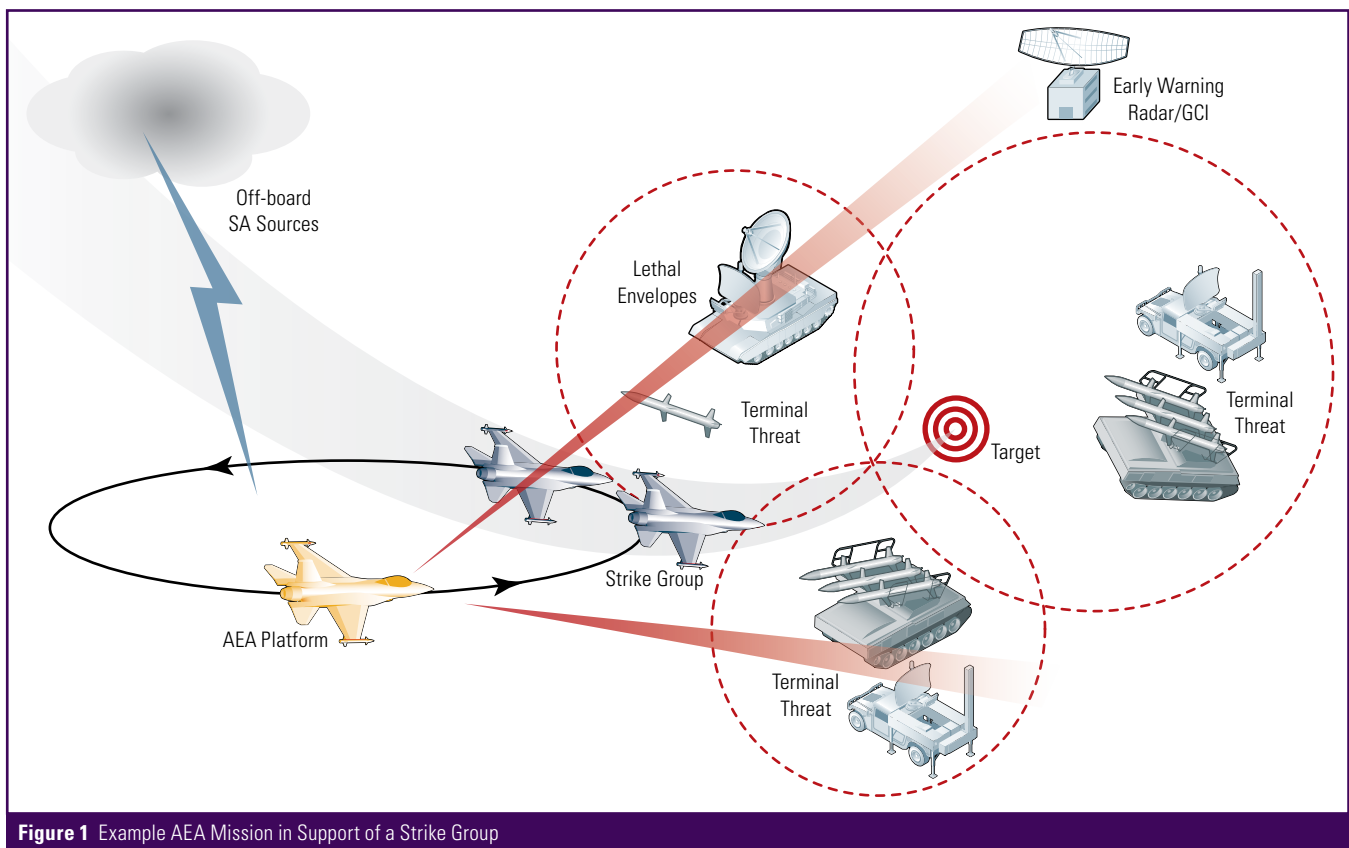 Early Warning
Radar/GCI
Off-board
SA Sources
Lethal
Envelopes
Terminal
Threat
Terminal
Threat
Target
Strike Group
AEA Platform
Terminal
Threat
Figure 1 Example AEA Mission in Support of a Strike Group